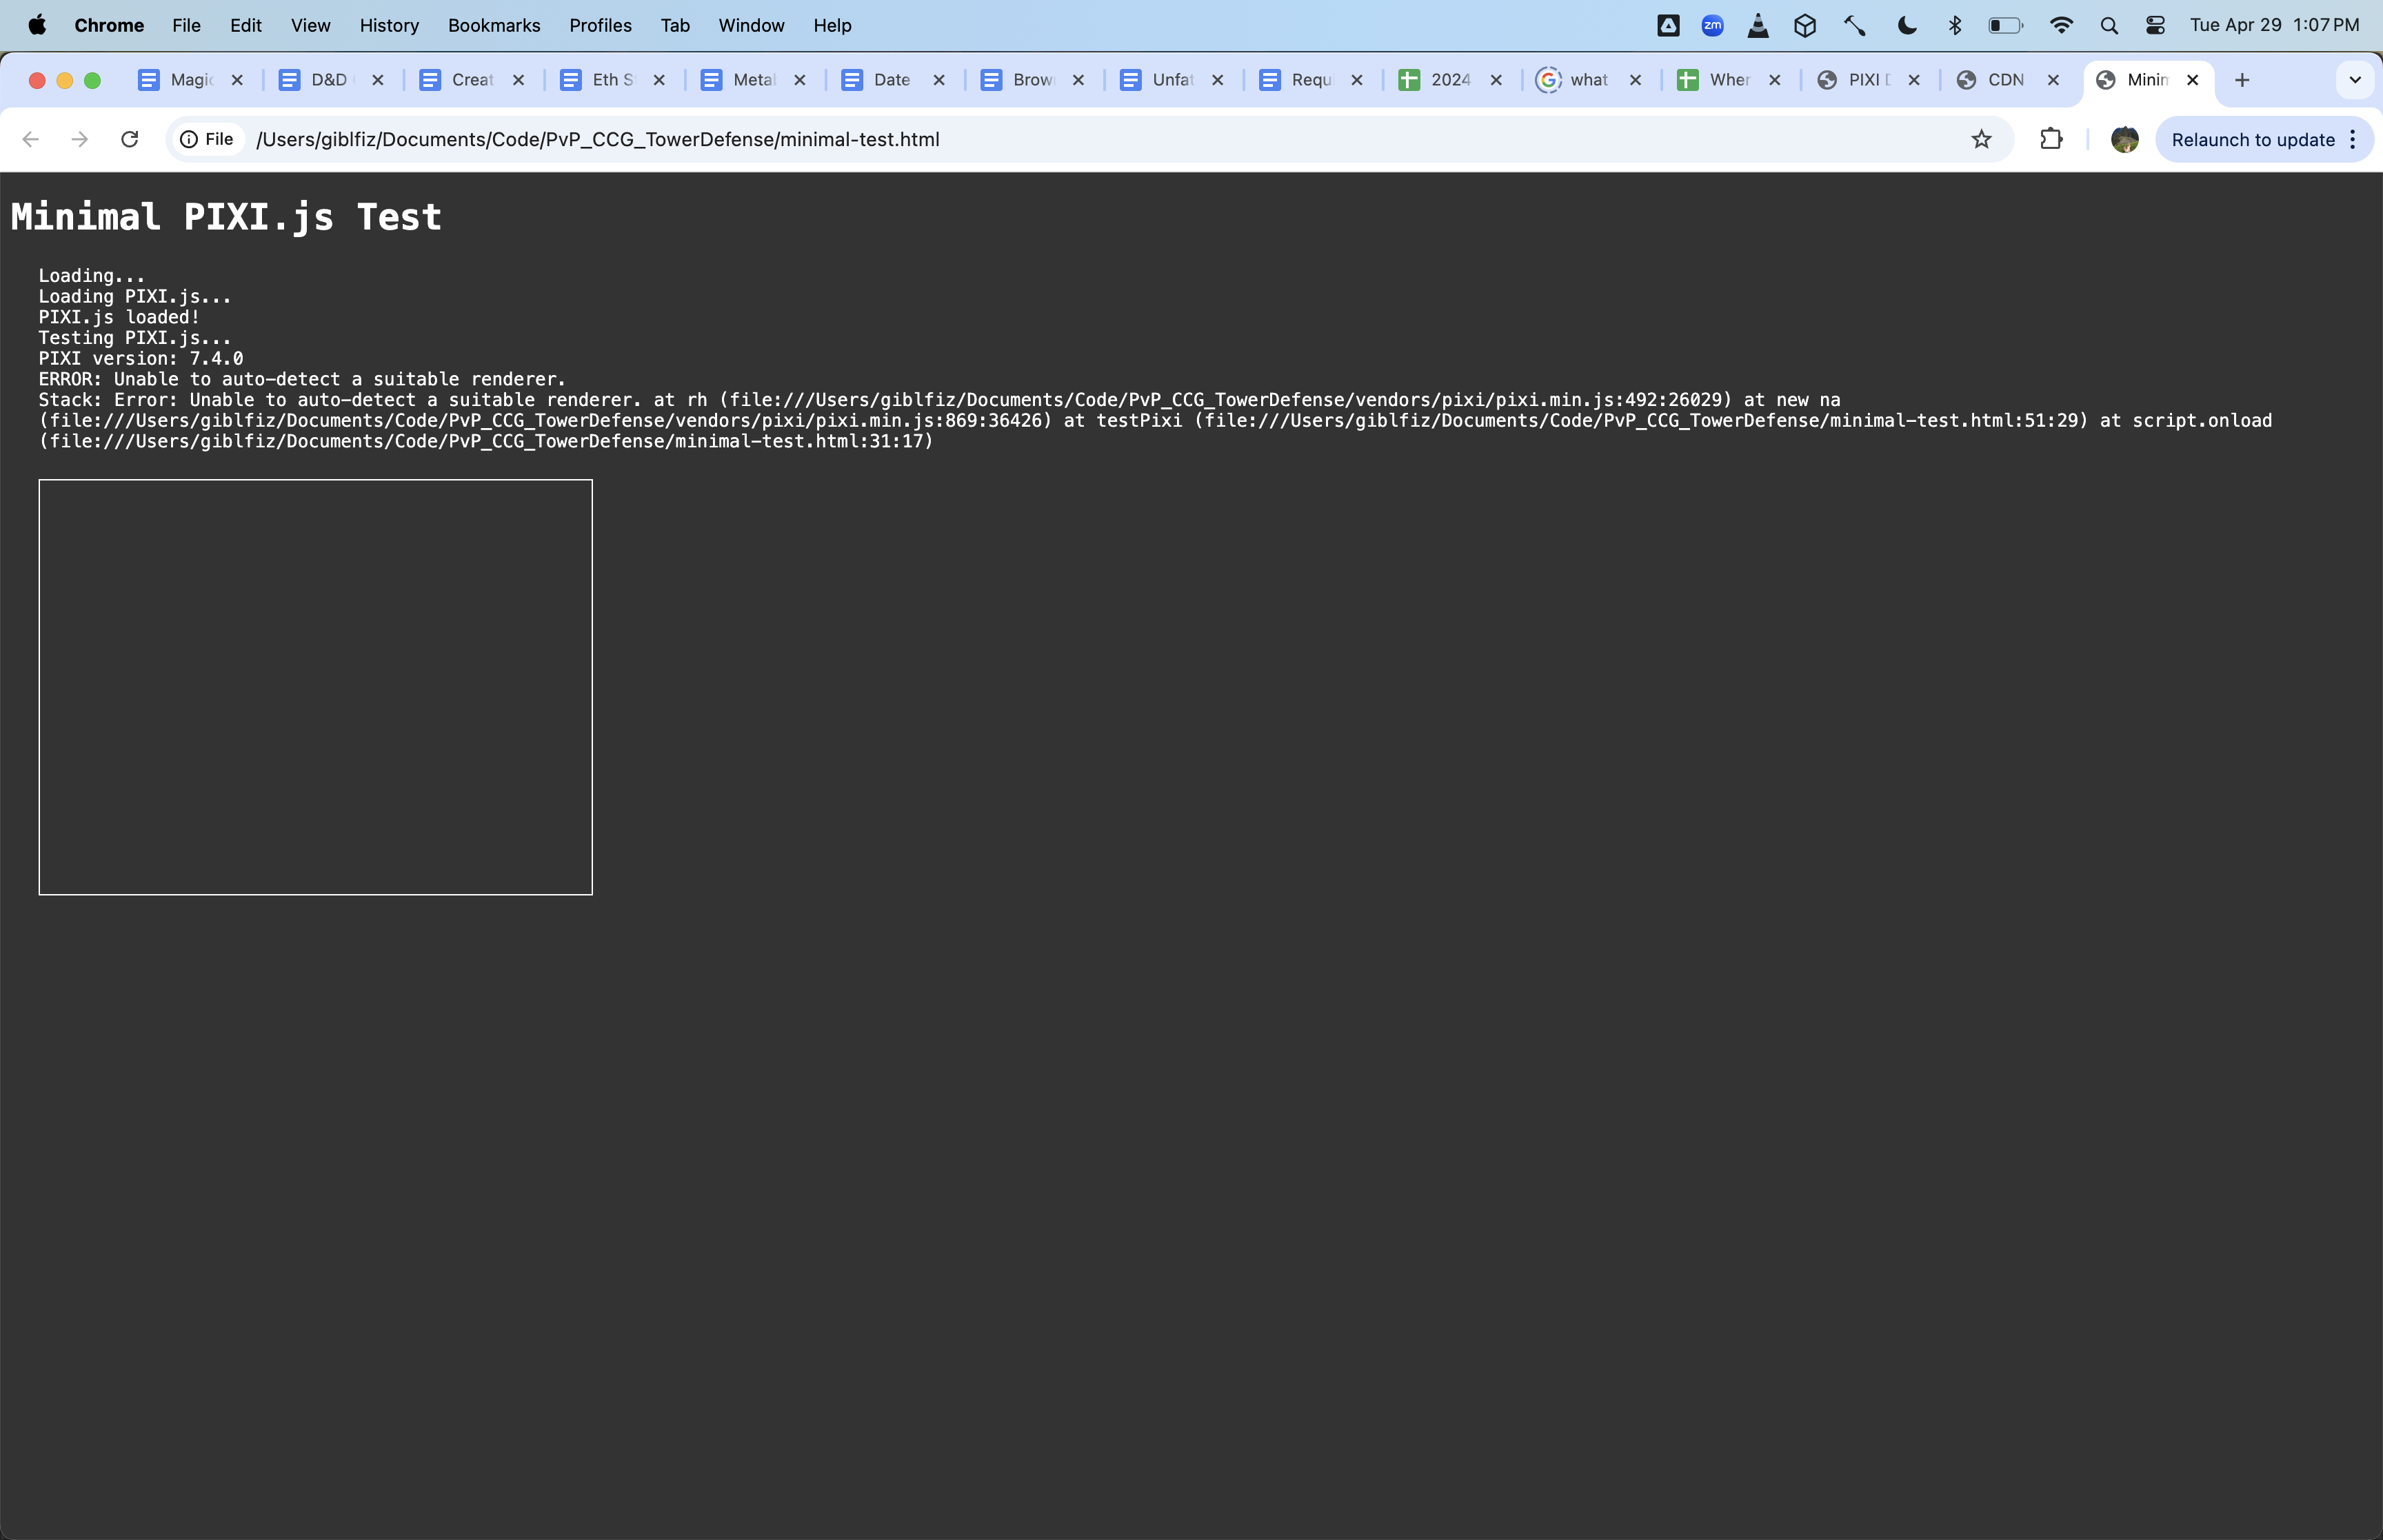 Chrome File Edit View History Bookmarks Profiles Tab Window Help zm Tue Apr 29 1:07 PM
Magic D&D Creat Eth S Metal Date Brow Unfat Requ 2024 what Wher PIXI D CDN Minim
File /Users/giblfiz/Documents/Code/PvP_CCG_TowerDefense/minimal-test.html Relaunch to update
Minimal PIXI.js Test
Loading...
Loading PIXI.js...
PIXI.js loaded!
Testing PIXI.js...
PIXI version: 7.4.0
ERROR: Unable to auto-detect a suitable renderer.
Stack: Error: Unable to auto-detect a suitable renderer. at rh (file:///Users/giblfiz/Documents/Code/PvP_CCG_TowerDefense/vendors/pixi/pixi.min.js:492:26029) at new na
(file:///Users/giblfiz/Documents/Code/PvP_CCG_TowerDefense/vendors/pixi/pixi.min.js:869:36426) at testPixi (file:///Users/giblfiz/Documents/Code/PvP_CCG_TowerDefense/minimal-test.html:51:29) at script.onload
(file:///Users/giblfiz/Documents/Code/PvP_CCG_TowerDefense/minimal-test.html:31:17)